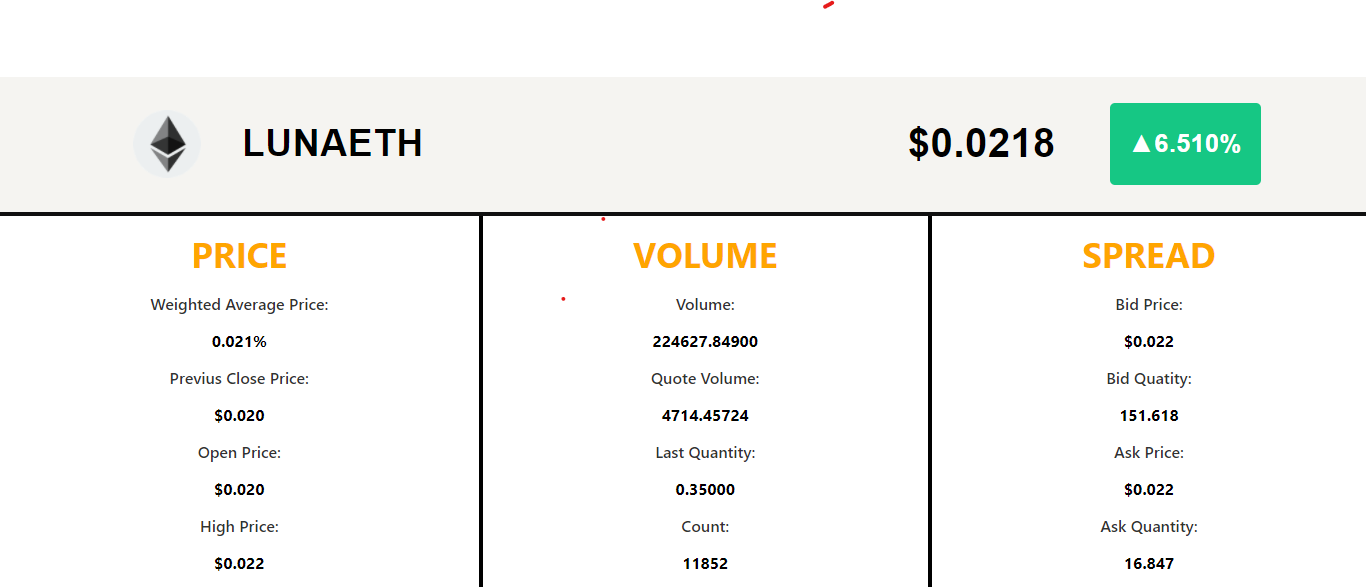 LUNAETH
$0.0218
▲6.510%
PRICE
Weighted Average Price:
0.021%
Previus Close Price:
$0.020
Open Price:
$0.020
High Price:
$0.022
VOLUME
Volume:
224627.84900
Quote Volume:
4714.45724
Last Quantity:
0.35000
Count:
11852
SPREAD
Bid Price:
$0.022
Bid Quatity:
151.618
Ask Price:
$0.022
Ask Quantity:
16.847